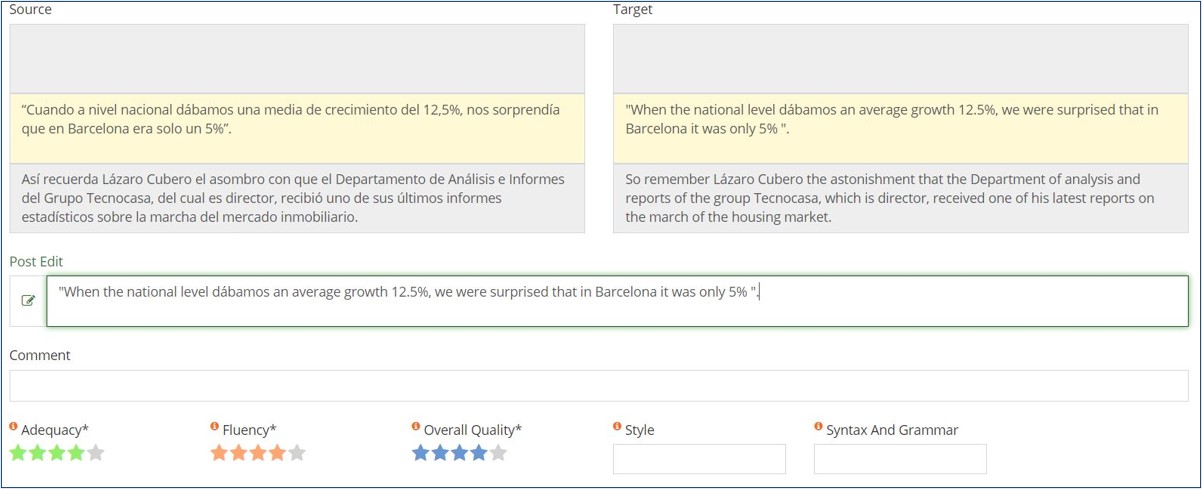 Source
Target
“Cuando a nivel nacional dábamos una media de crecimiento del 12,5%, nos sorprendía
que en Barcelona era solo un 5%”.
"When the national level dábamos an average growth 12.5%, we were surprised that in
Barcelona it was only 5% ".
Así recuerda Lázaro Cubero el asombro con que el Departamento de Análisis e Informes
del Grupo Tecnocasa, del cual es director, recibió uno de sus últimos informes
estadísticos sobre la marcha del mercado inmobiliario.
So remember Lázaro Cubero the astonishment that the Department of analysis and
reports of the group Tecnocasa, which is director, received one of his latest reports on
the march of the housing market.
Post Edit
"When the national level dábamos an average growth 12.5%, we were surprised that in Barcelona it was only 5% ".
Comment
Adequacy*
Fluency*
Overall Quality*
Style
Syntax And Grammar